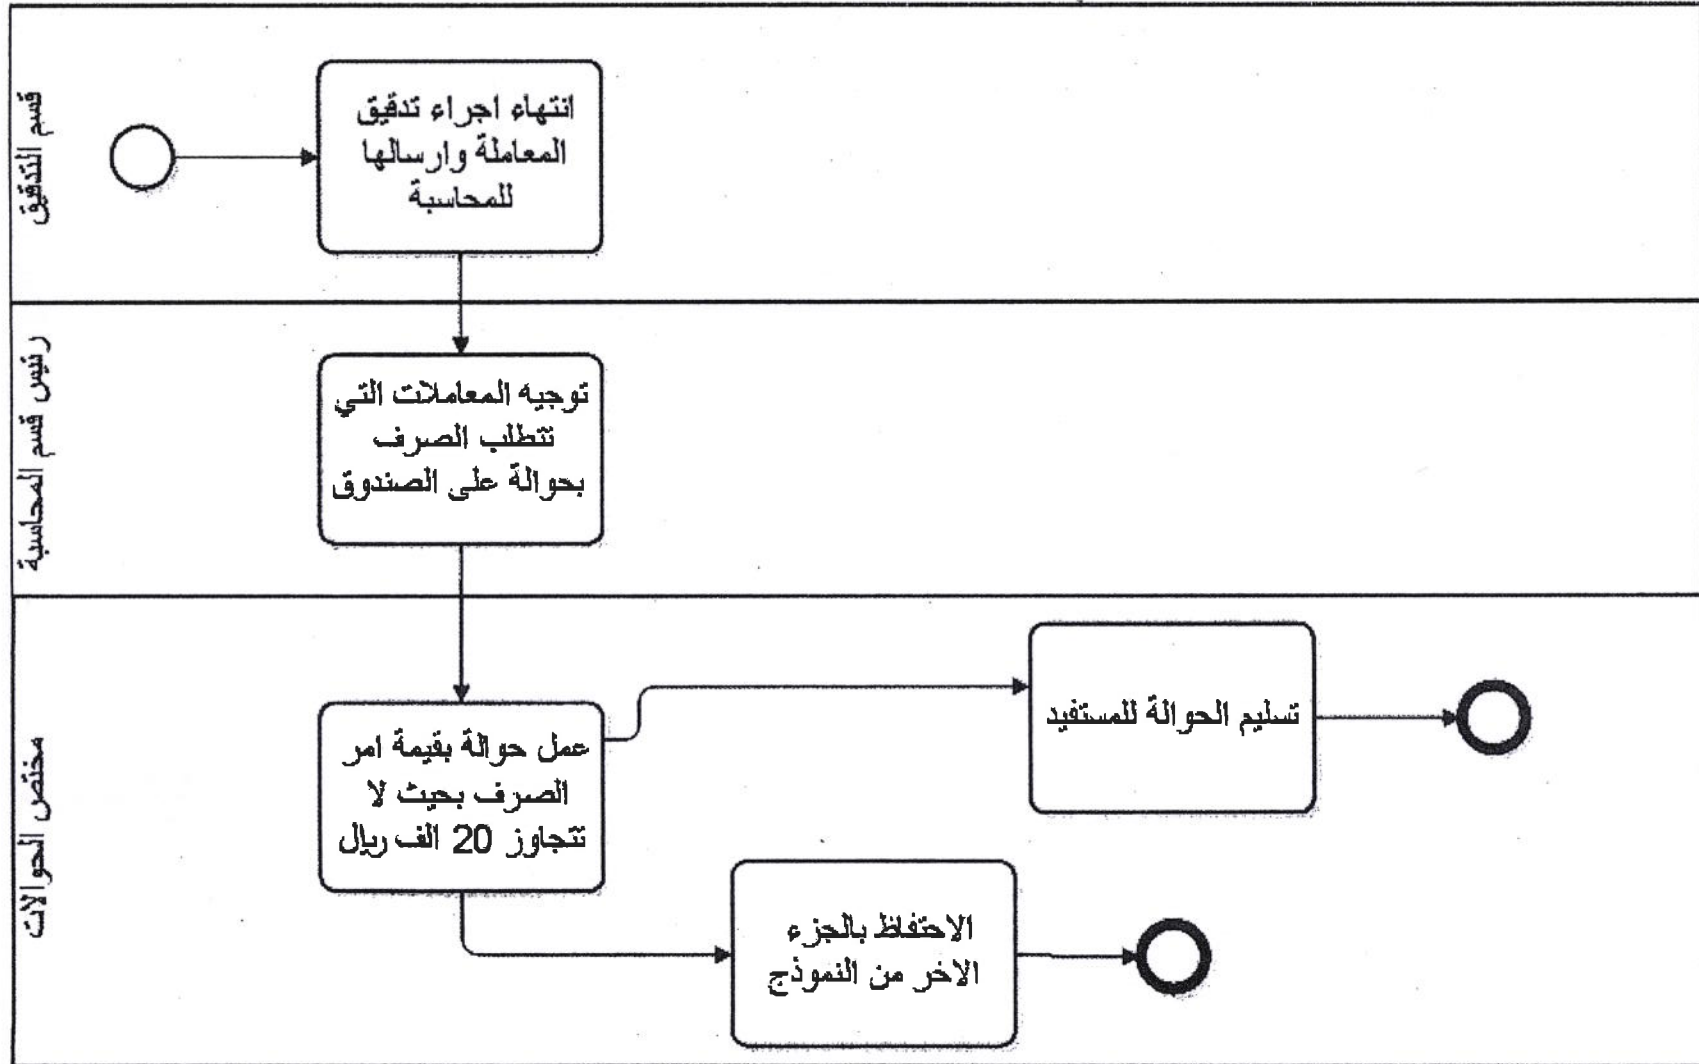 قسم التدقيق
انتهاء اجراء تدقيق
المعاملة وارسالها
للمحاسبة
رئيس قسم المحاسبة
توجيه المعاملات التي
تتطلب الصرف
بحوالة على الصندوق
مختص الحوالات
عمل حوالة بقيمة امر
الصرف بحيث لا
تتجاوز 20 الف ريال
تسليم الحوالة للمستفيد
الاحتفاظ بالجزء
الاخر من النموذج